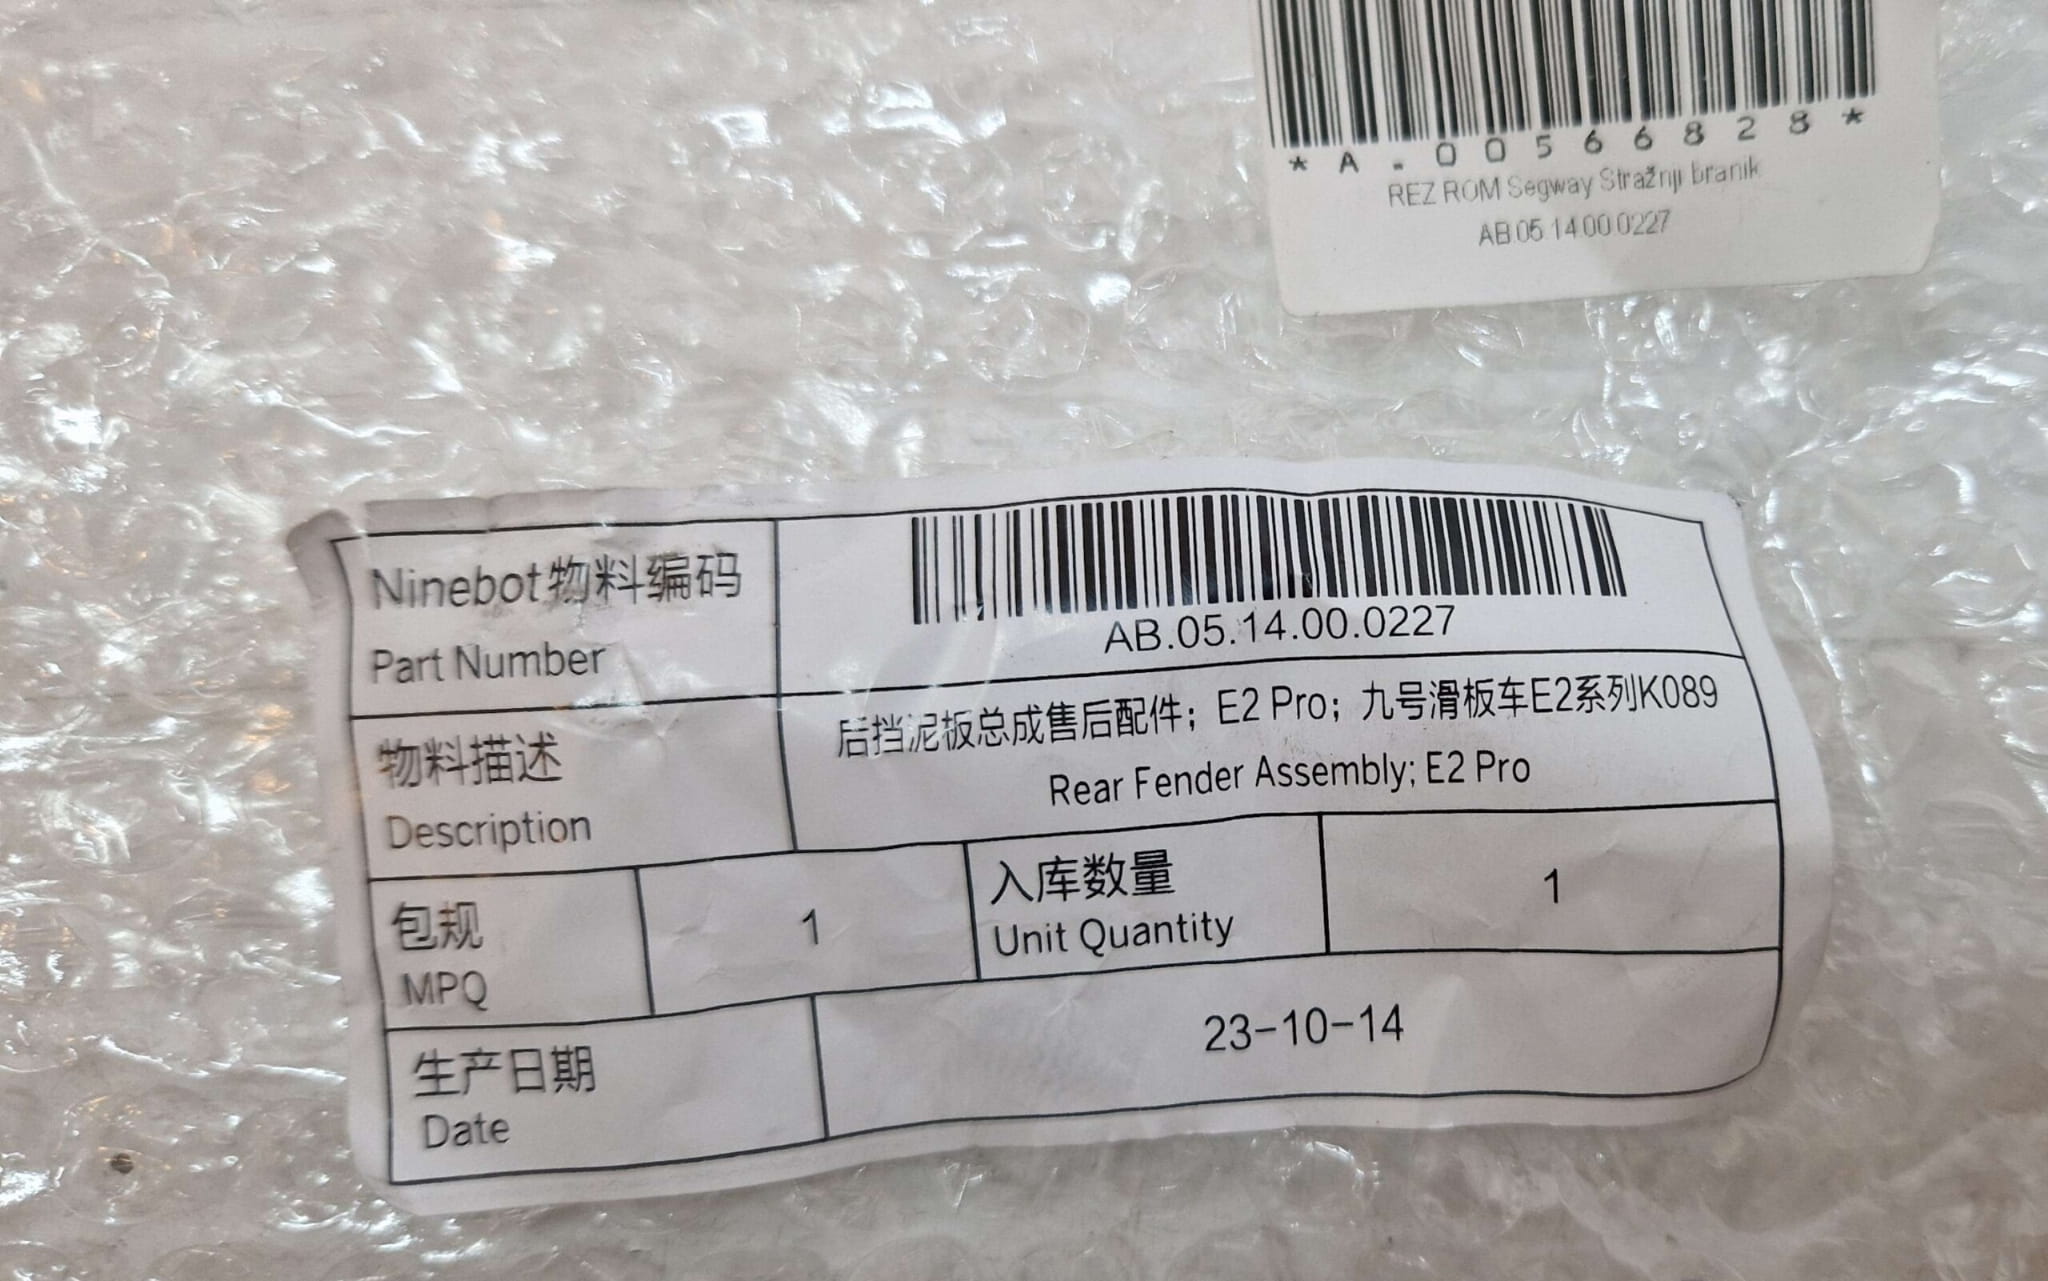 *A-00566828*
REZ ROM Segway Stražnji branik
AB.05.14.00.0227
Ninebot物料编码
Part Number
AB.05.14.00.0227
物料描述
Description
后挡泥板总成售后配件；E2 Pro；九号滑板车E2系列K089
Rear Fender Assembly; E2 Pro
包规
MPQ
1
入库数量
Unit Quantity
1
生产日期
Date
23-10-14